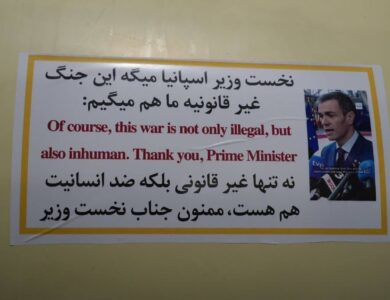 نخست وزیر اسپانیا میگه این جنگ
غیر قانونیه ما هم میگیم:
Of course, this war is not only illegal, but
also inhuman. Thank you, Prime Minister
نه تنها غیر قانونی بلکه ضد انسانیت
هم هست، ممنون جناب نخست وزیر